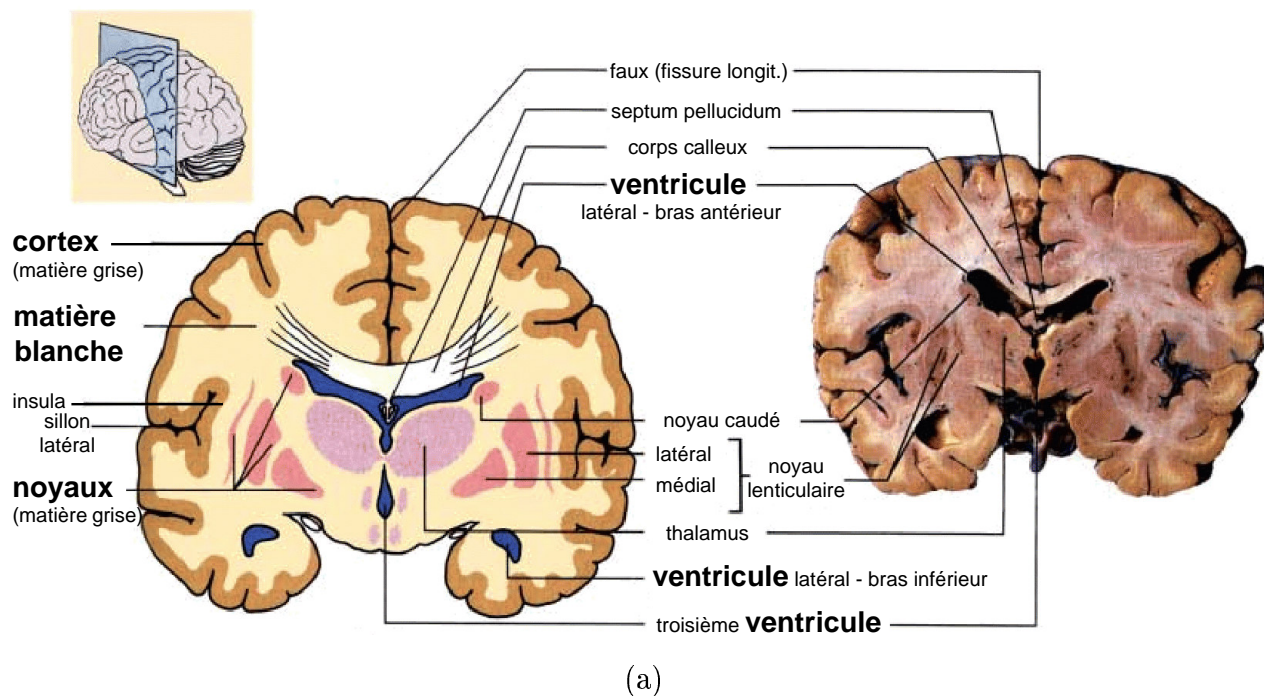 faux (fissure longit.)
septum pellucidum
corps calleux
ventricule
latéral - bras antérieur
cortex
(matière grise)
matière
blanche
insula
sillon
latéral
noyaux
(matière grise)
noyau caudé
latéral
médial
noyau
lenticulaire
thalamus
ventricule latéral - bras inférieur
troisième ventricule
(a)